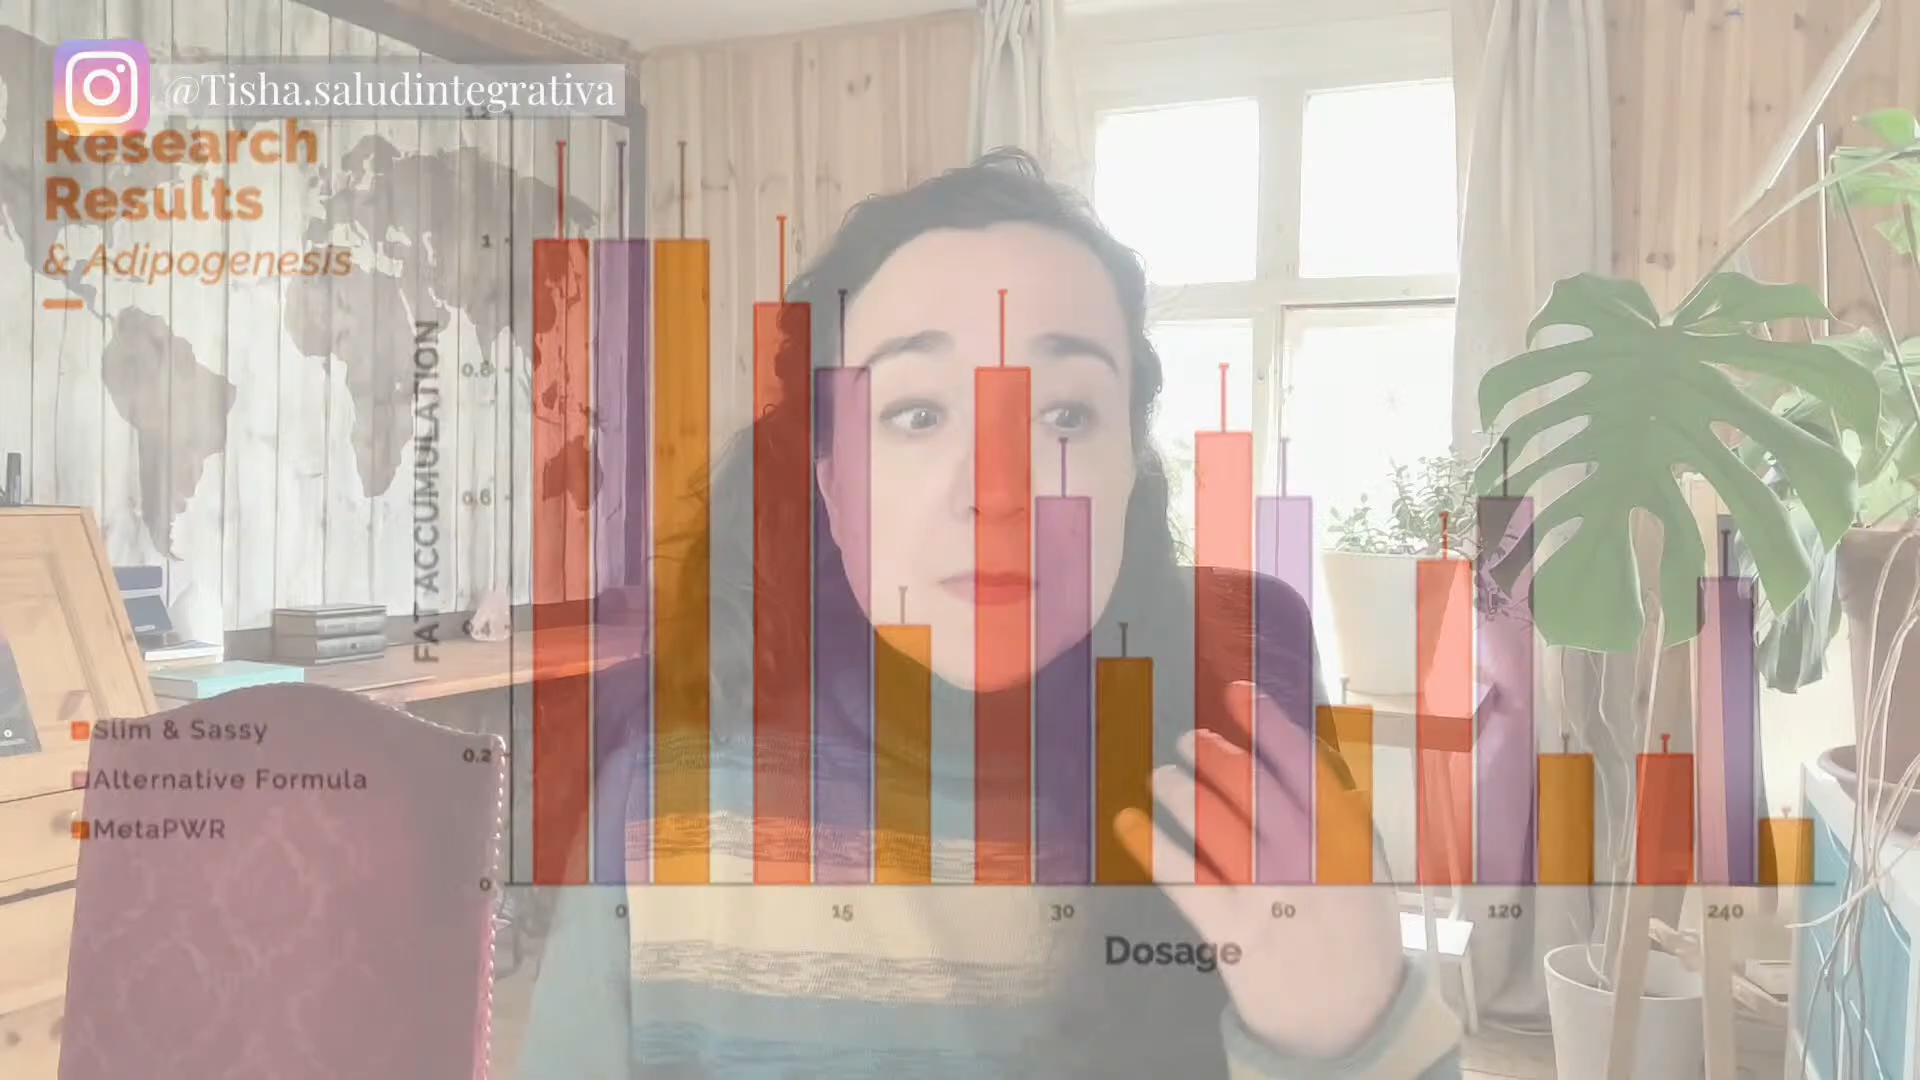 @Tisha.saludintegrativa
Research
Results
& Adipogenesis
FAT ACCUMULATION
1.2
1
0.8
0.6
0.4
0.2
0
0 15 30 60 120 240
Dosage
Slim & Sassy
Alternative Formula
MetaPWR